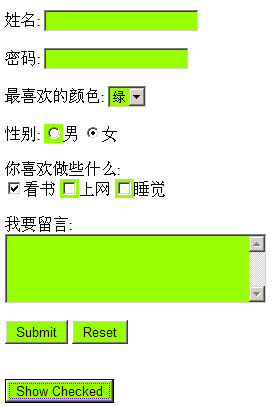 姓名:
密码:
最喜欢的颜色: 绿
性别: 男 女
你喜欢做些什么:
看书 上网 睡觉
我要留言:
Submit Reset
Show Checked